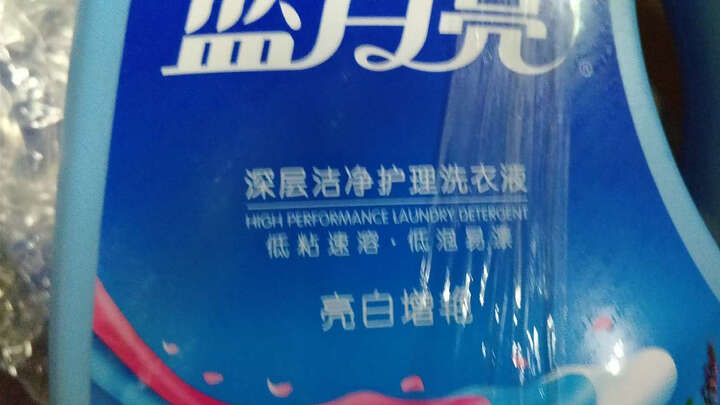 蓝月亮
深层洁净护理洗衣液
HIGH PERFORMANCE LAUNDRY DETERGENT
低粘速溶·低泡易漂
亮白增艳